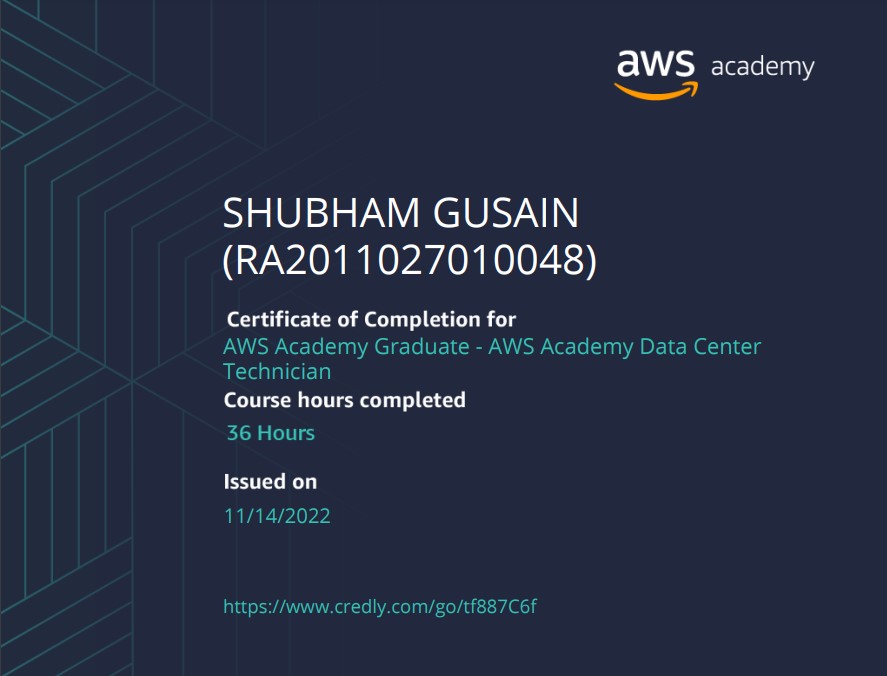 aws academy
SHUBHAM GUSAIN
(RA2011027010048)
Certificate of Completion for
AWS Academy Graduate - AWS Academy Data Center
Technician
Course hours completed
36 Hours
Issued on
11/14/2022
https://www.credly.com/go/tf887C6f